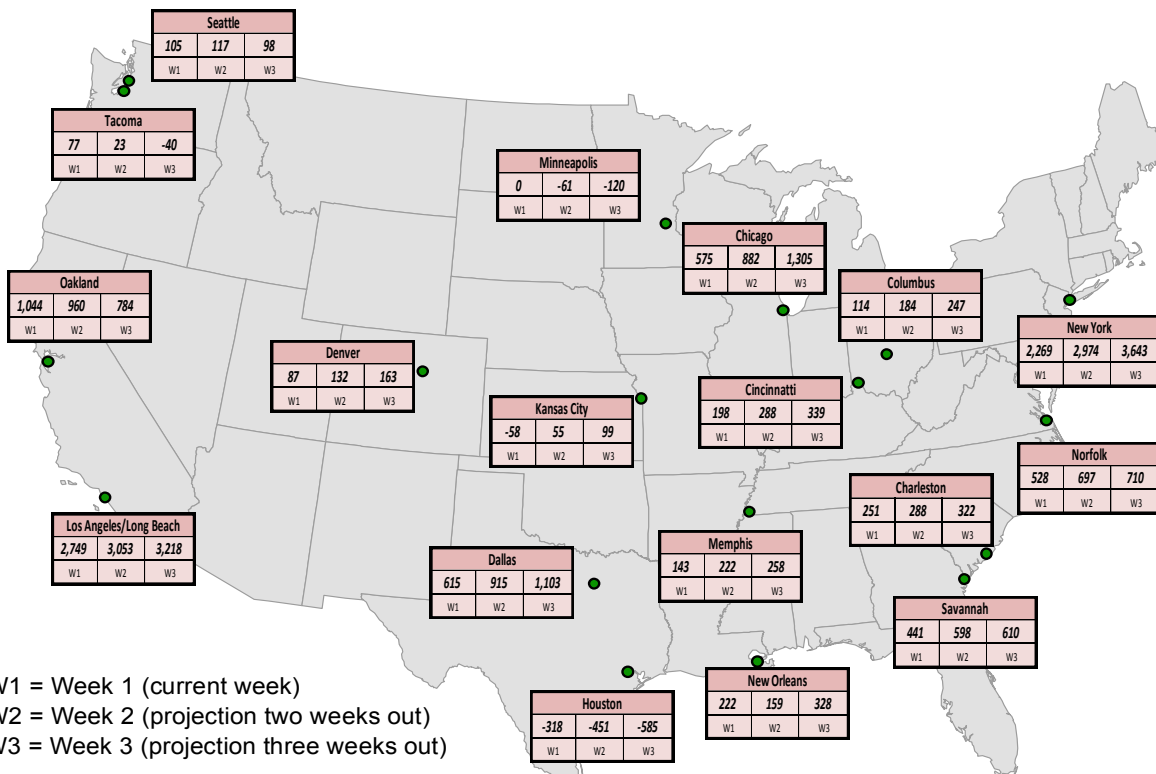 Seattle
105 117 98
W1 W2 W3
Tacoma
77 23 -40
W1 W2 W3
Minneapolis
0 -61 -120
W1 W2 W3
Chicago
575 882 1,305
W1 W2 W3
Oakland
1,044 960 784
W1 W2 W3
Columbus
114 184 247
W1 W2 W3
New York
2,269 2,974 3,643
W1 W2 W3
Denver
87 132 163
W1 W2 W3
Cincinnatti
198 288 339
W1 W2 W3
Kansas City
-58 55 99
W1 W2 W3
Norfolk
528 697 710
W1 W2 W3
Charleston
251 288 322
W1 W2 W3
Los Angeles/Long Beach
2,749 3,053 3,218
W1 W2 W3
Memphis
143 222 258
W1 W2 W3
Dallas
615 915 1,103
W1 W2 W3
Savannah
441 598 610
W1 W2 W3
New Orleans
222 159 328
W1 W2 W3
Houston
-318 -451 -585
W1 W2 W3
W1 = Week 1 (current week)
W2 = Week 2 (projection two weeks out)
W3 = Week 3 (projection three weeks out)